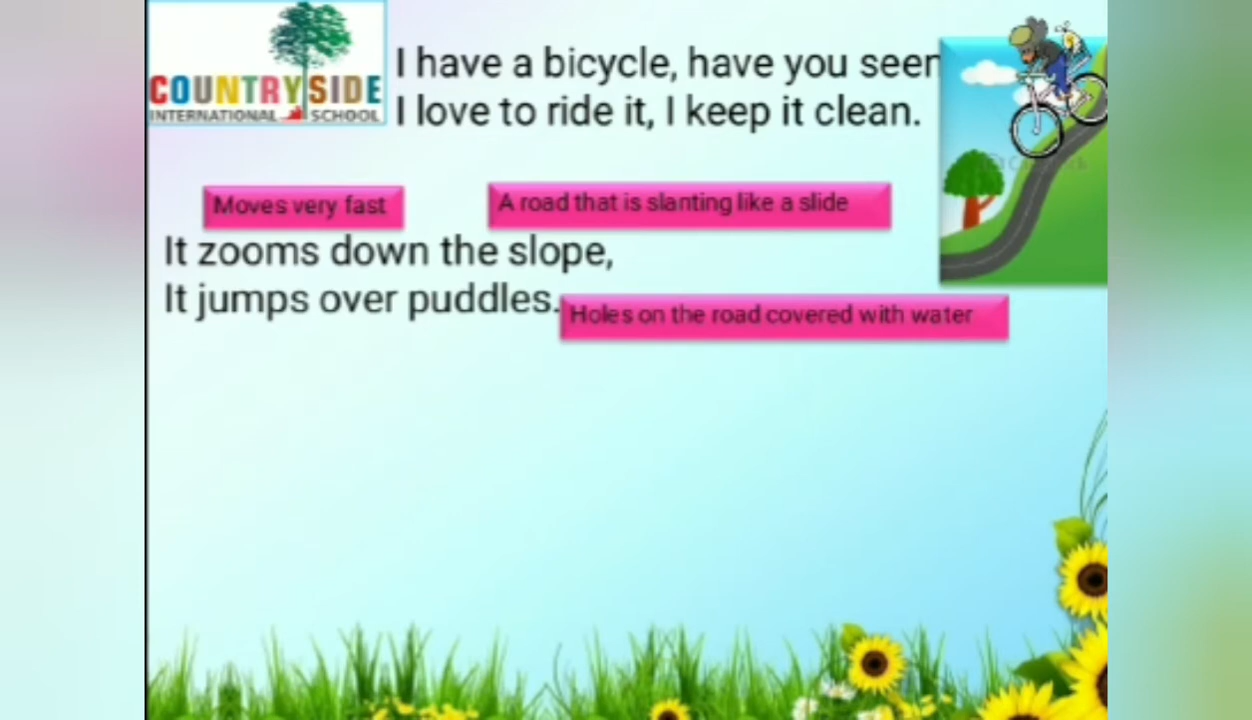 COUNTRYSIDE
INTERNATIONAL SCHOOL
I have a bicycle, have you seen
I love to ride it, I keep it clean.
Moves very fast
A road that is slanting like a slide
It zooms down the slope,
It jumps over puddles.
Holes on the road covered with water